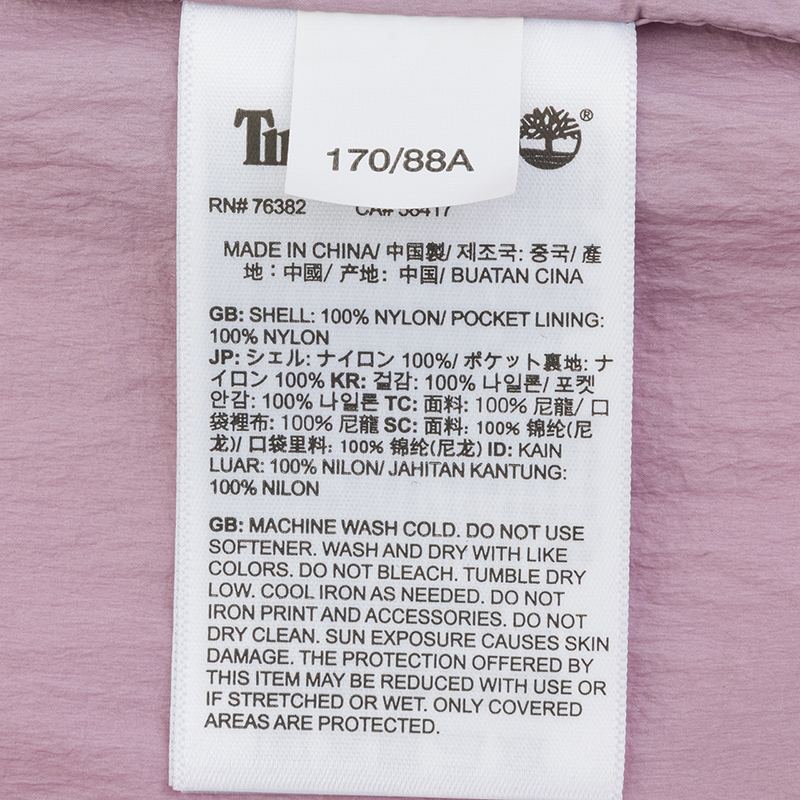 170/88A
®
RN# 76382 CA# 56417
MADE IN CHINA/ 中国製/ 제조국: 중국/ 產
地：中國/ 产地: 中国/ BUATAN CINA
GB: SHELL: 100% NYLON/ POCKET LINING:
100% NYLON
JP: シェル: ナイロン 100%/ ポケット裏地: ナ
イロン 100% KR: 겉감: 100% 나일론/ 포켓
안감: 100% 나일론 TC: 面料: 100% 尼龍/ 口
袋裡布: 100% 尼龍 SC: 面料: 100% 锦纶(尼
龙)/ 口袋里料: 100% 锦纶(尼龙) ID: KAIN
LUAR: 100% NILON/ JAHITAN KANTUNG:
100% NILON
GB: MACHINE WASH COLD. DO NOT USE
SOFTENER. WASH AND DRY WITH LIKE
COLORS. DO NOT BLEACH. TUMBLE DRY
LOW. COOL IRON AS NEEDED. DO NOT
IRON PRINT AND ACCESSORIES. DO NOT
DRY CLEAN. SUN EXPOSURE CAUSES SKIN
DAMAGE. THE PROTECTION OFFERED BY
THIS ITEM MAY BE REDUCED WITH USE OR
IF STRETCHED OR WET. ONLY COVERED
AREAS ARE PROTECTED.